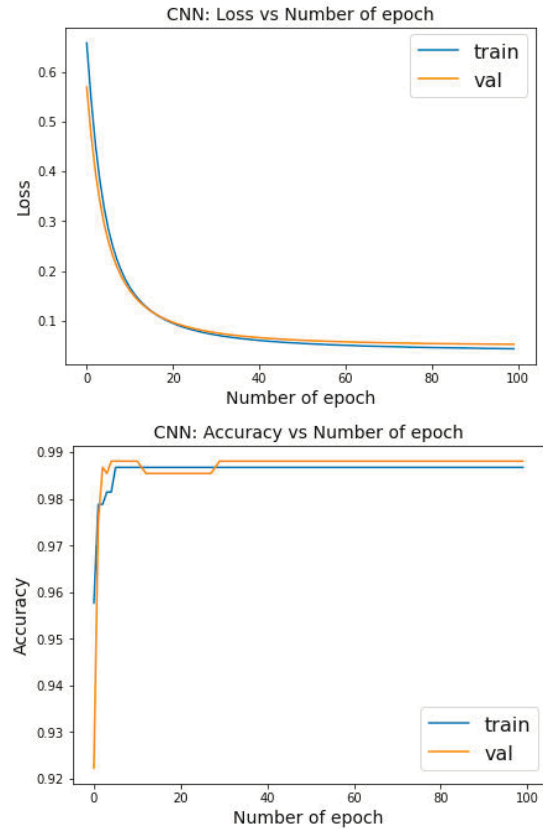 CNN: Loss vs Number of epoch
train
val
0.6
0.5
0.4
0.3
0.2
0.1
Loss
0 20 40 60 80 100
Number of epoch
CNN: Accuracy vs Number of epoch
0.99
0.98
0.97
0.96
0.95
0.94
0.93
0.92
Accuracy
train
val
0 20 40 60 80 100
Number of epoch